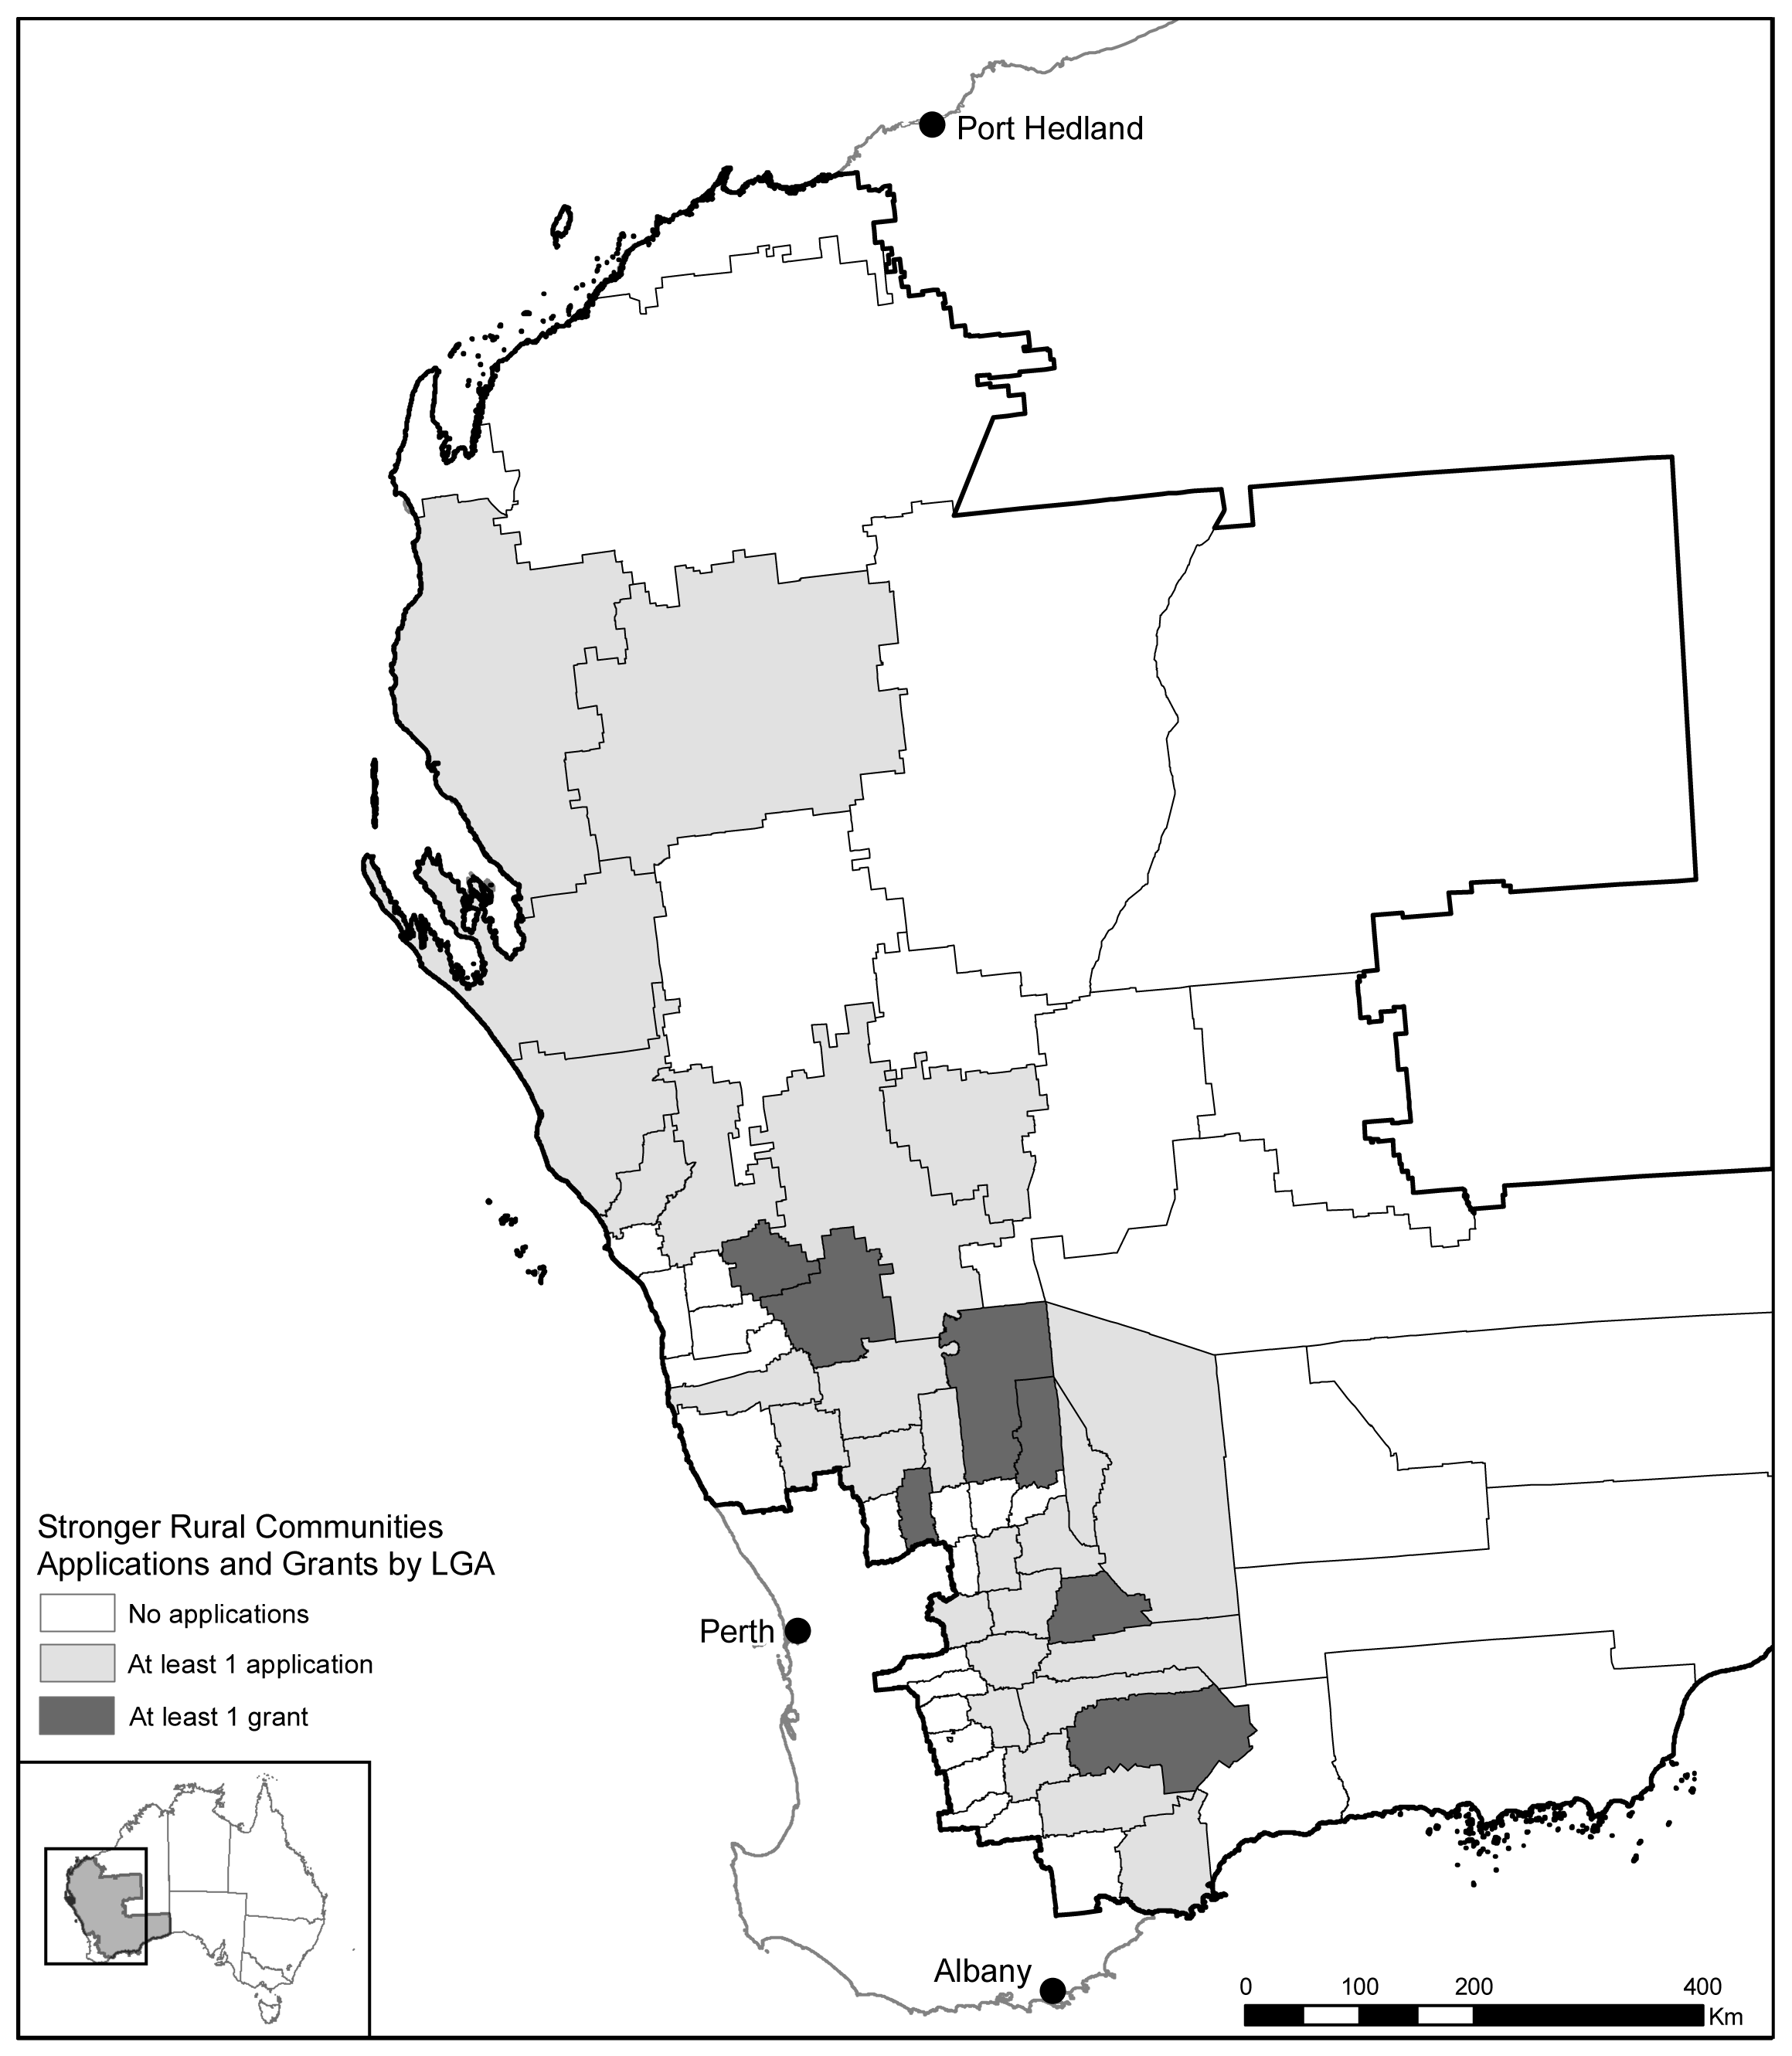 Port Hedland
Stronger Rural Communities
Applications and Grants by LGA
No applications
At least 1 application
At least 1 grant
Perth
Albany
0 100 200 400
Km